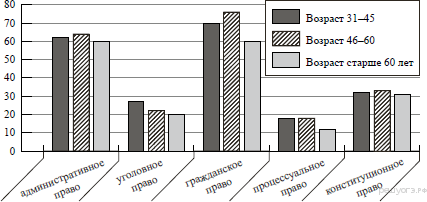 80
70
60
50
40
30
20
10
0
Возраст 31–45
Возраст 46–60
Возраст старше 60 лет
административное
право
уголовное
право
гражданское
право
процессуальное
право
конституционное
право